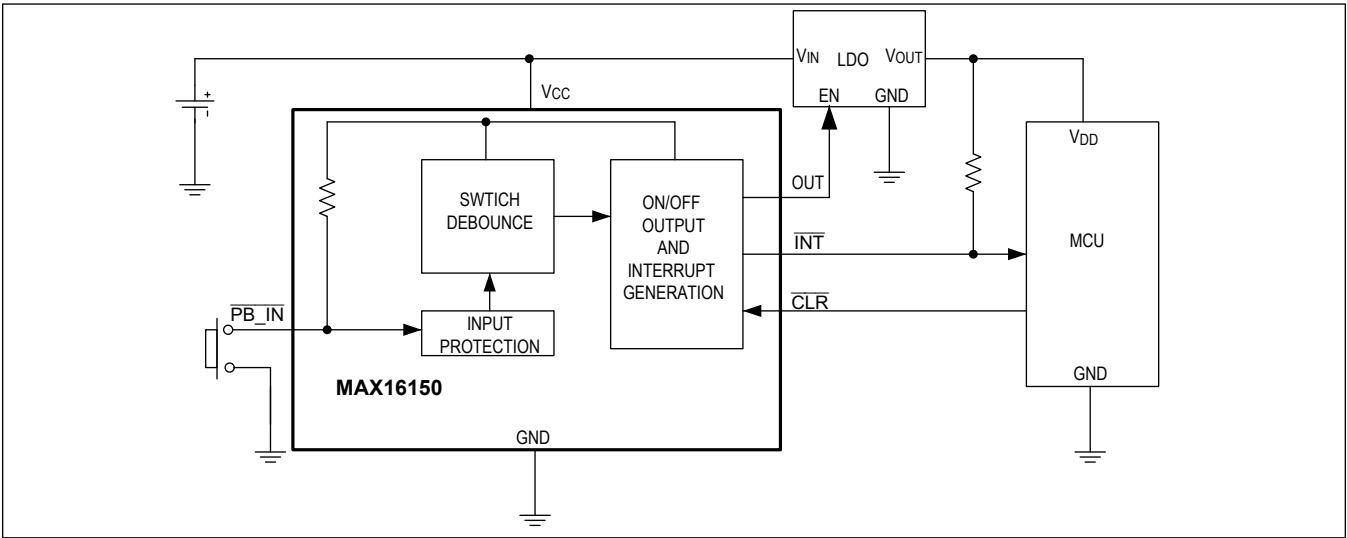 VIN LDO VOUT
EN GND
+
-
VCC
VDD
SWTICH
DEBOUNCE
ON/OFF
OUTPUT
AND
INTERRUPT
GENERATION
OUT
INT
CLR
MCU
PB_IN
INPUT
PROTECTION
MAX16150
GND
GND